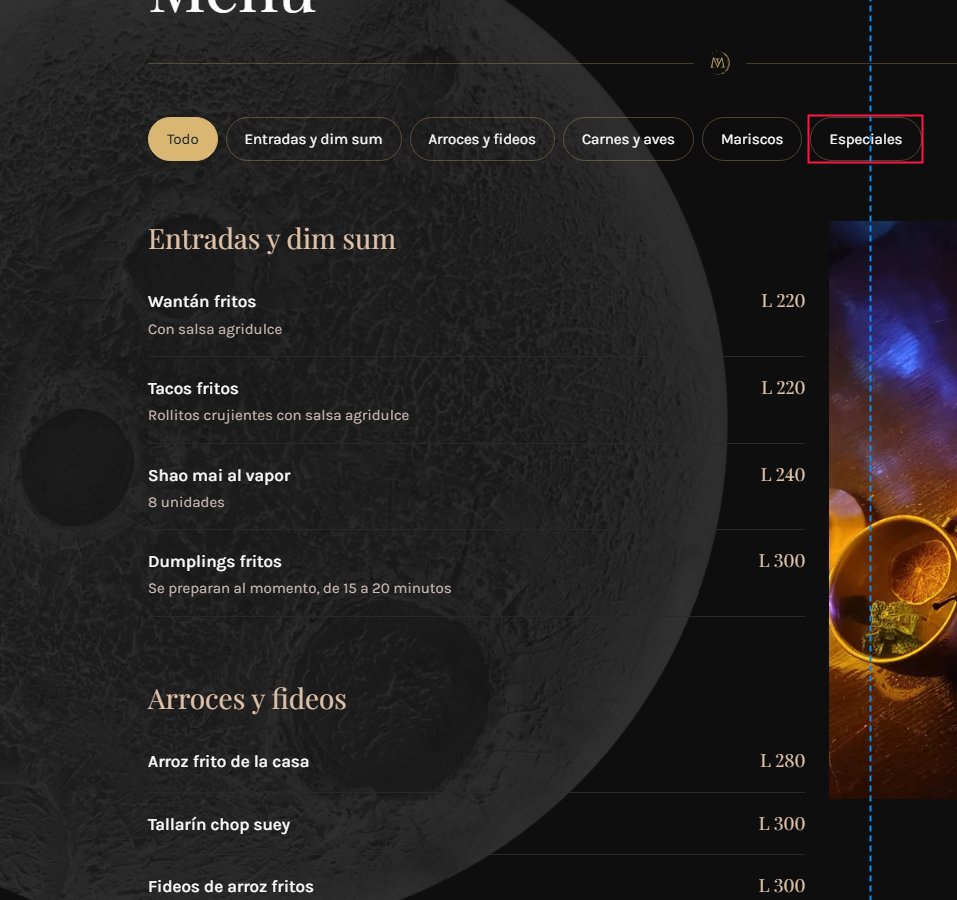 Menú
Todo
Entradas y dim sum
Arroces y fideos
Carnes y aves
Mariscos
Especiales
Entradas y dim sum
Wantán fritos L 220
Con salsa agridulce
Tacos fritos L 220
Rollitos crujientes con salsa agridulce
Shao mai al vapor L 240
8 unidades
Dumplings fritos L 300
Se preparan al momento, de 15 a 20 minutos
Arroces y fideos
Arroz frito de la casa L 280
Tallarín chop suey L 300
Fideos de arroz fritos L 300